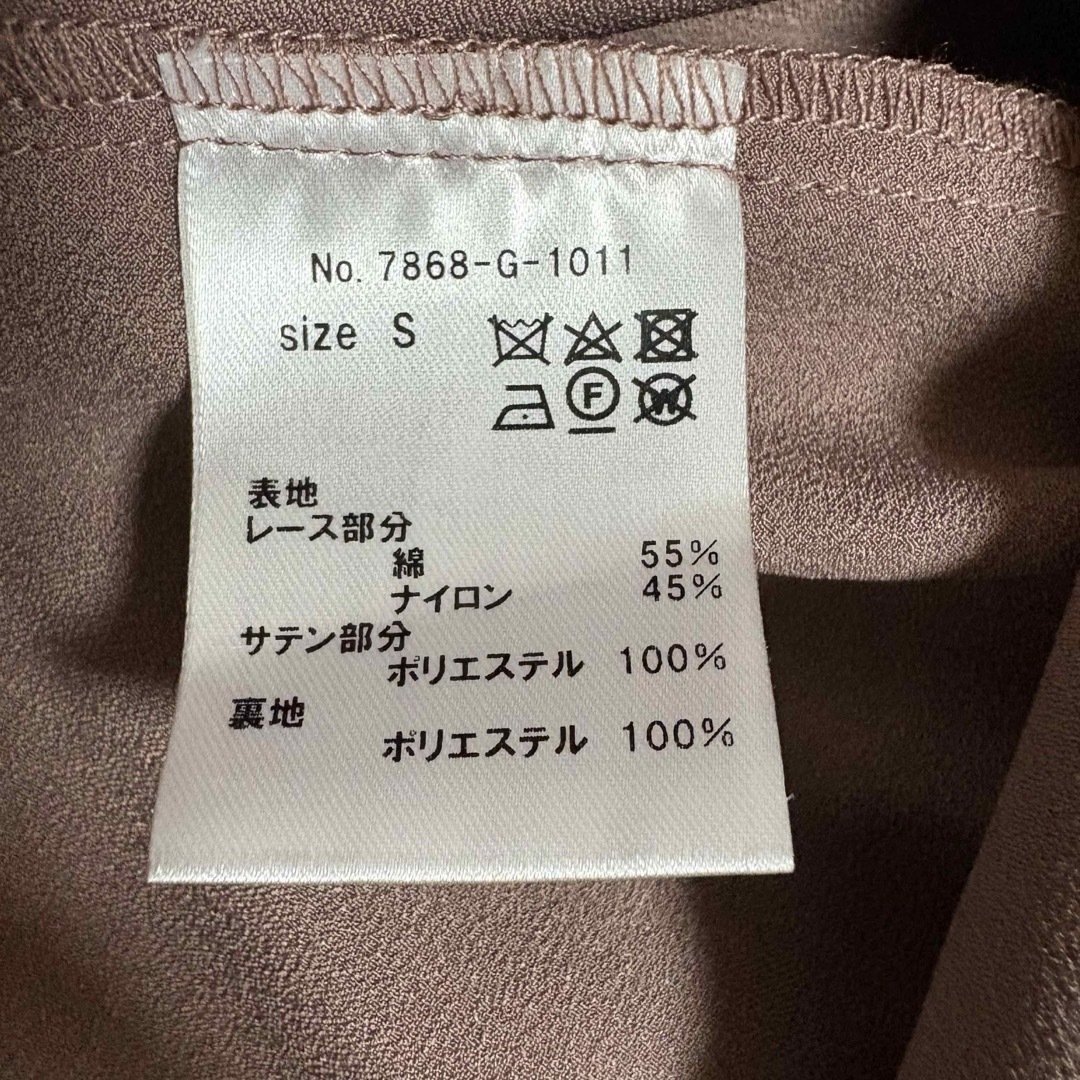 No. 7868-G-1011
size S
F W
表地
レース部分
綿 55%
ナイロン 45%
サテン部分
ポリエステル 100%
裏地
ポリエステル 100%